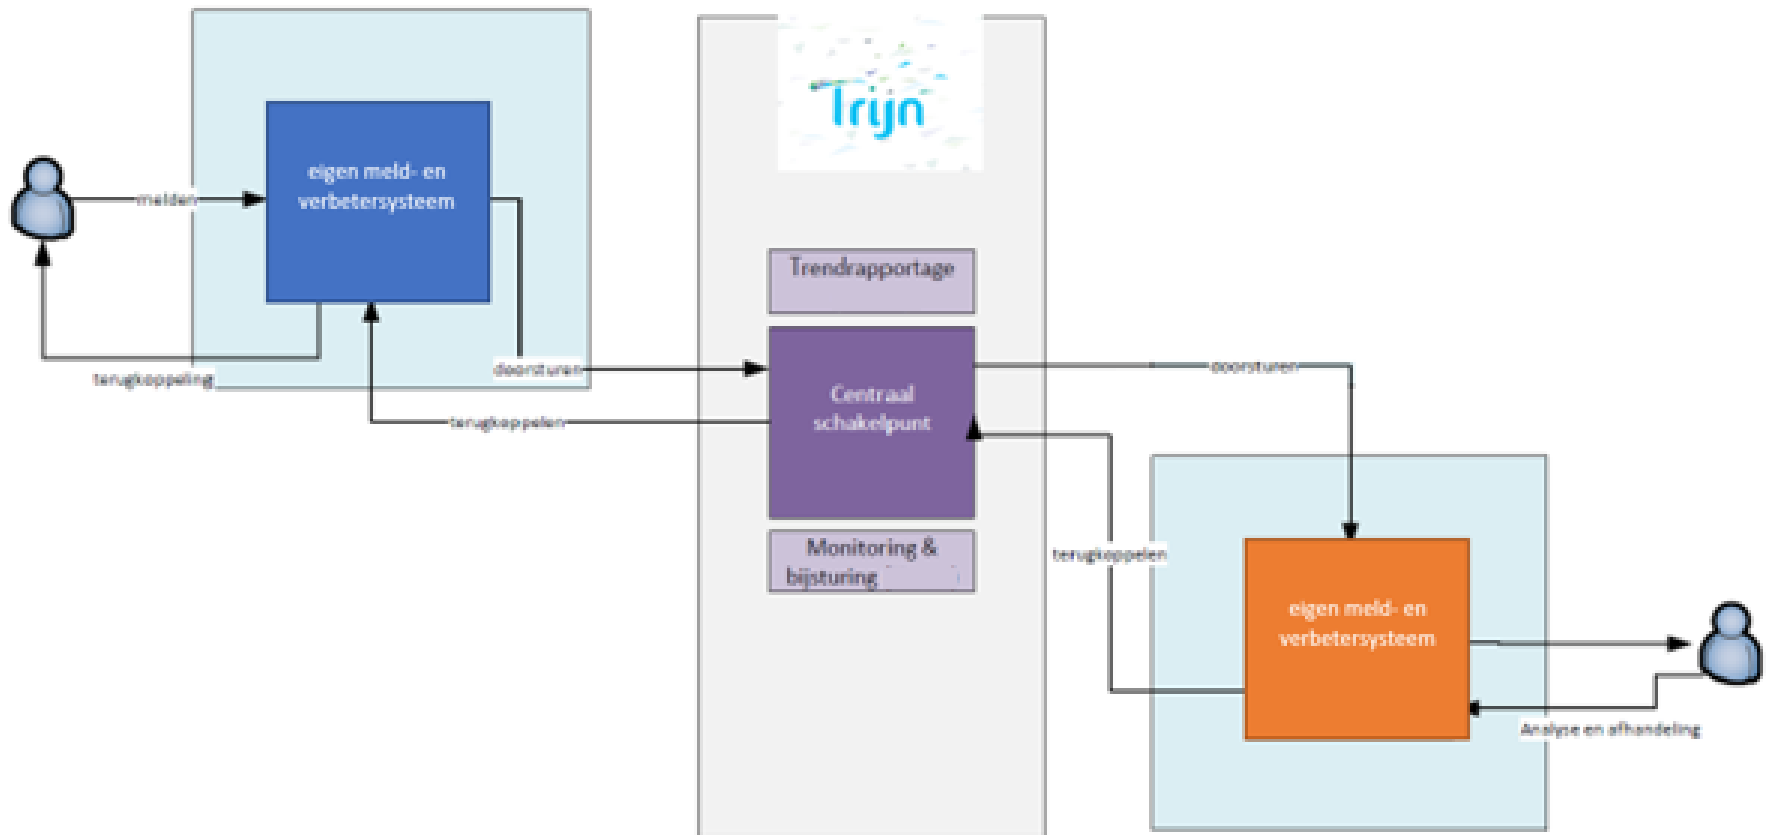 Trijn
eigen meld- en
verbetersysteem
melden
terugkoppeling
doorsturen
terugkoppelen
Trendrapportage
Centraal
schakelpunt
Monitoring &
bijsturing
doorsturen
terugkoppelen
eigen meld- en
verbetersysteem
Analyse en afhandeling